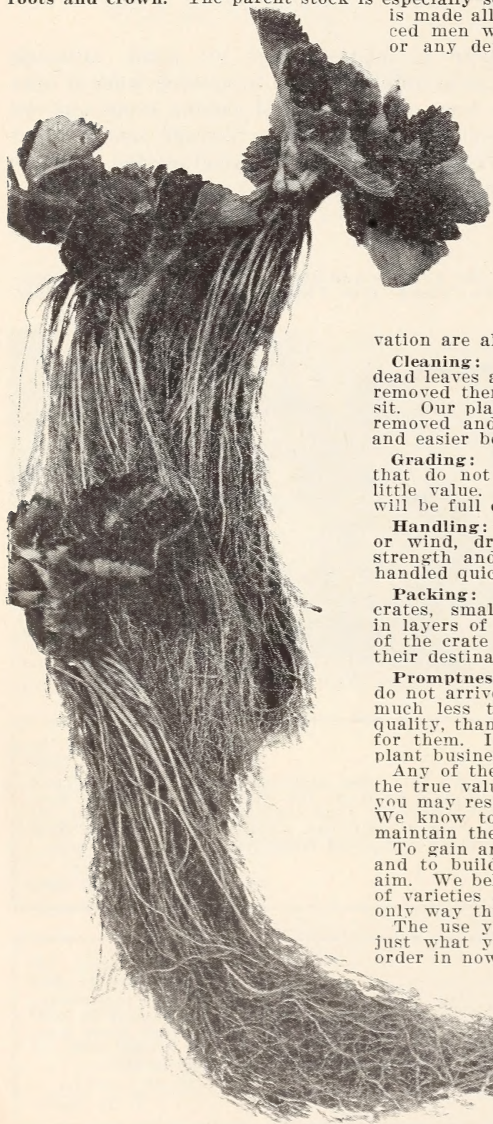 roots and crown. The parent stock is especially s
is made all
ced men w
or any de
vation are al
Cleaning:
dead leaves a
removed ther
sit. Our pla
removed and
and easier be
Grading:
that do not
little value.
will be full o
Handling:
or wind, dr
strength and
handled quic
Packing:
crates, smal
in layers of
of the crate
their destina
Promptnes
do not arrive
much less t
quality, than
for them. I
plant busine
Any of the
the true valu
you may res
We know to
maintain the
To gain an
and to build
aim. We bel
of varieties
only way th
The use y
just what y
order in now